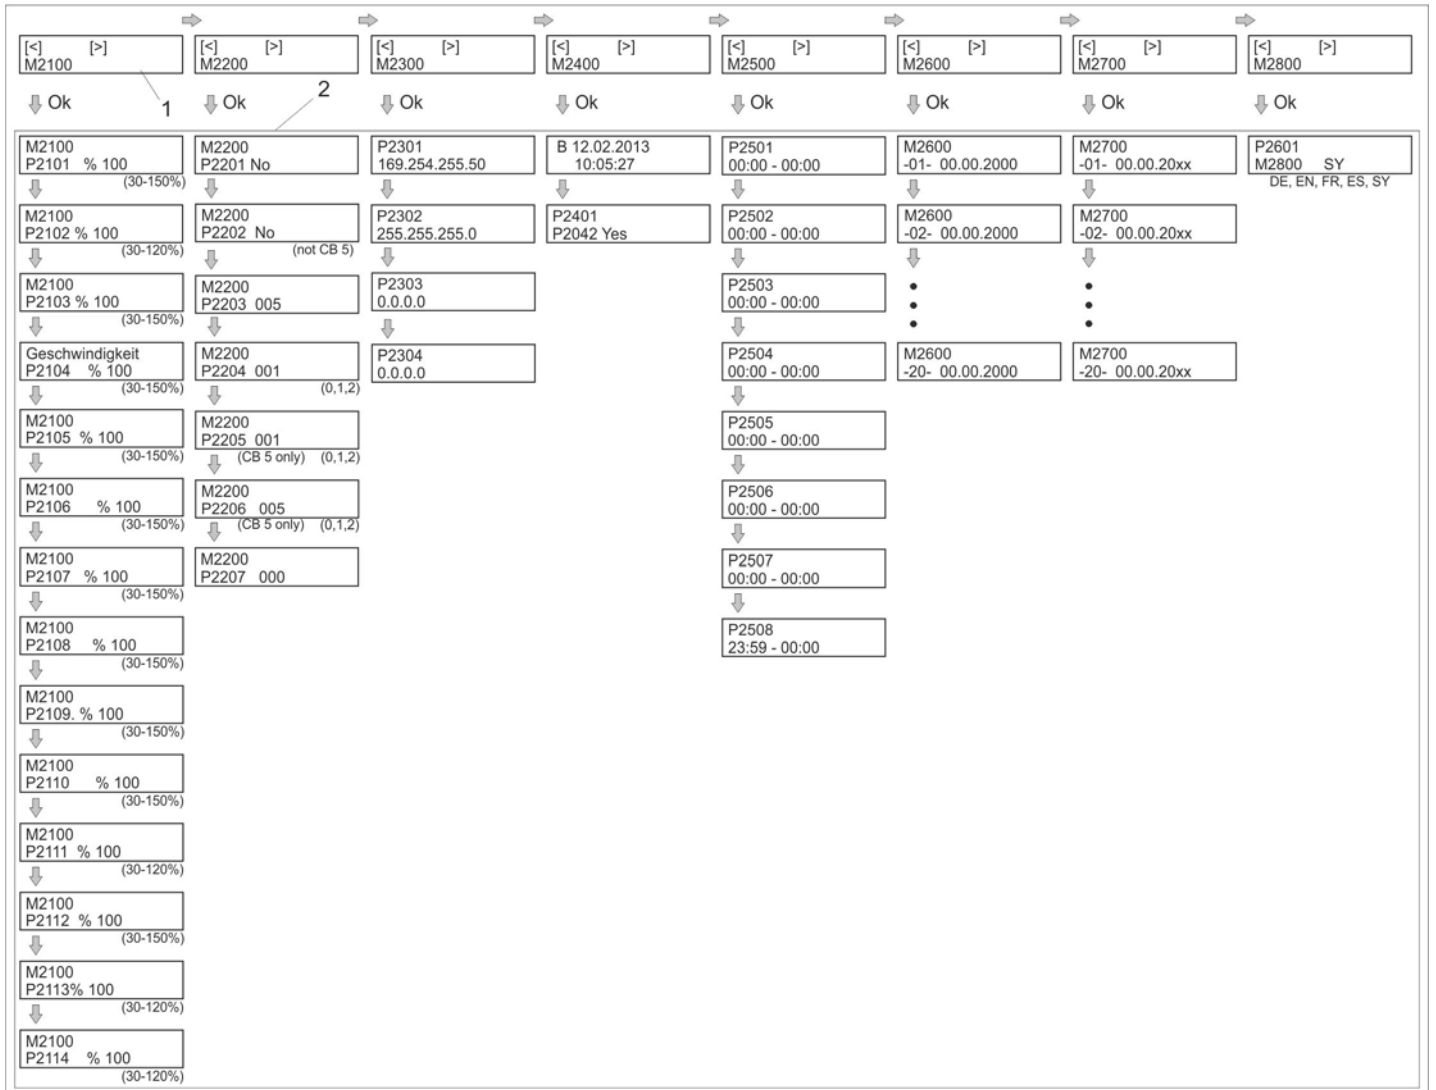 [<] [>]
M2100
[<] [>]
M2200
[<] [>]
M2300
[<] [>]
M2400
[<] [>]
M2500
[<] [>]
M2600
[<] [>]
M2700
[<] [>]
M2800
1
2
Ok
Ok
Ok
Ok
Ok
Ok
Ok
Ok
M2100
P2101 % 100
(30-150%)
M2100
P2102 % 100
(30-120%)
M2100
P2103 % 100
(30-150%)
Geschwindigkeit
P2104 % 100
(30-150%)
M2100
P2105 % 100
(30-150%)
M2100
P2106 % 100
(30-150%)
M2100
P2107 % 100
(30-150%)
M2100
P2108 % 100
(30-150%)
M2100
P2109. % 100
(30-150%)
M2100
P2110 % 100
(30-150%)
M2100
P2111 % 100
(30-120%)
M2100
P2112 % 100
(30-150%)
M2100
P2113% 100
(30-120%)
M2100
P2114 % 100
(30-120%)
M2200
P2201 No
M2200
P2202 No
(not CB 5)
M2200
P2203 005
M2200
P2204 001
(0,1,2)
M2200
P2205 001
(CB 5 only) (0,1,2)
M2200
P2206 005
(CB 5 only) (0,1,2)
M2200
P2207 000
P2301
169.254.255.50
P2302
255.255.255.0
P2303
0.0.0.0
P2304
0.0.0.0
B 12.02.2013
10:05:27
P2401
P2042 Yes
P2501
00:00 - 00:00
P2502
00:00 - 00:00
P2503
00:00 - 00:00
P2504
00:00 - 00:00
P2505
00:00 - 00:00
P2506
00:00 - 00:00
P2507
00:00 - 00:00
P2508
23:59 - 00:00
M2600
-01- 00.00.2000
M2600
-02- 00.00.2000
M2600
-20- 00.00.2000
M2700
-01- 00.00.20xx
M2700
-02- 00.00.20xx
M2700
-20- 00.00.20xx
P2601
M2800 SY
DE, EN, FR, ES, SY